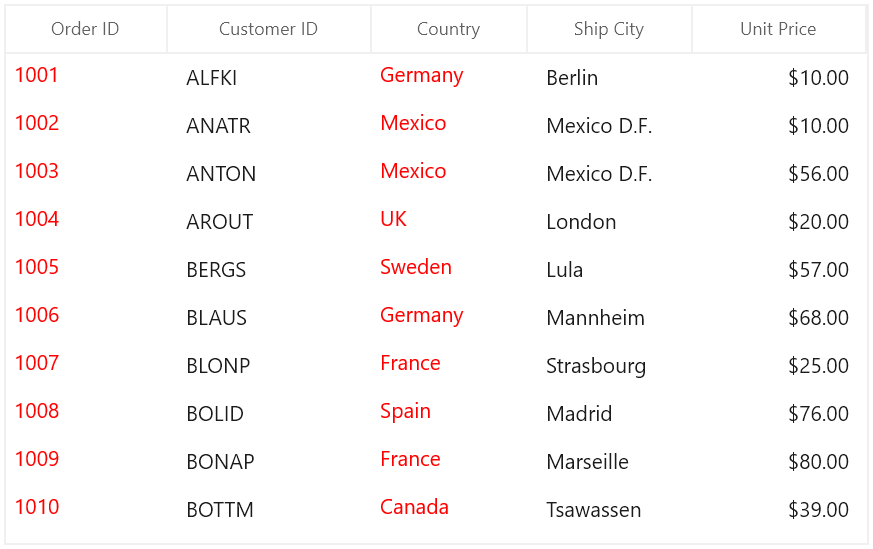 Order ID Customer ID Country Ship City Unit Price
1001 ALFKI Germany Berlin $10.00
1002 ANATR Mexico Mexico D.F. $10.00
1003 ANTON Mexico Mexico D.F. $56.00
1004 AROUT UK London $20.00
1005 BERGS Sweden Lula $57.00
1006 BLAUS Germany Mannheim $68.00
1007 BLONP France Strasbourg $25.00
1008 BOLID Spain Madrid $76.00
1009 BONAP France Marseille $80.00
1010 BOTTM Canada Tsawassen $39.00